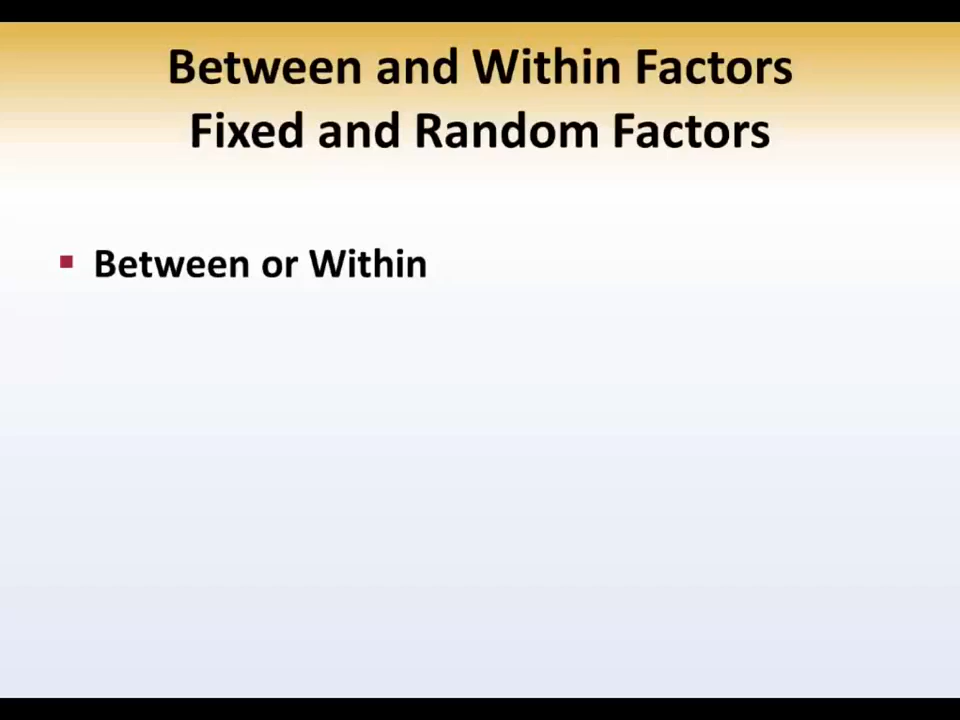 Between and Within Factors
Fixed and Random Factors
Between or Within